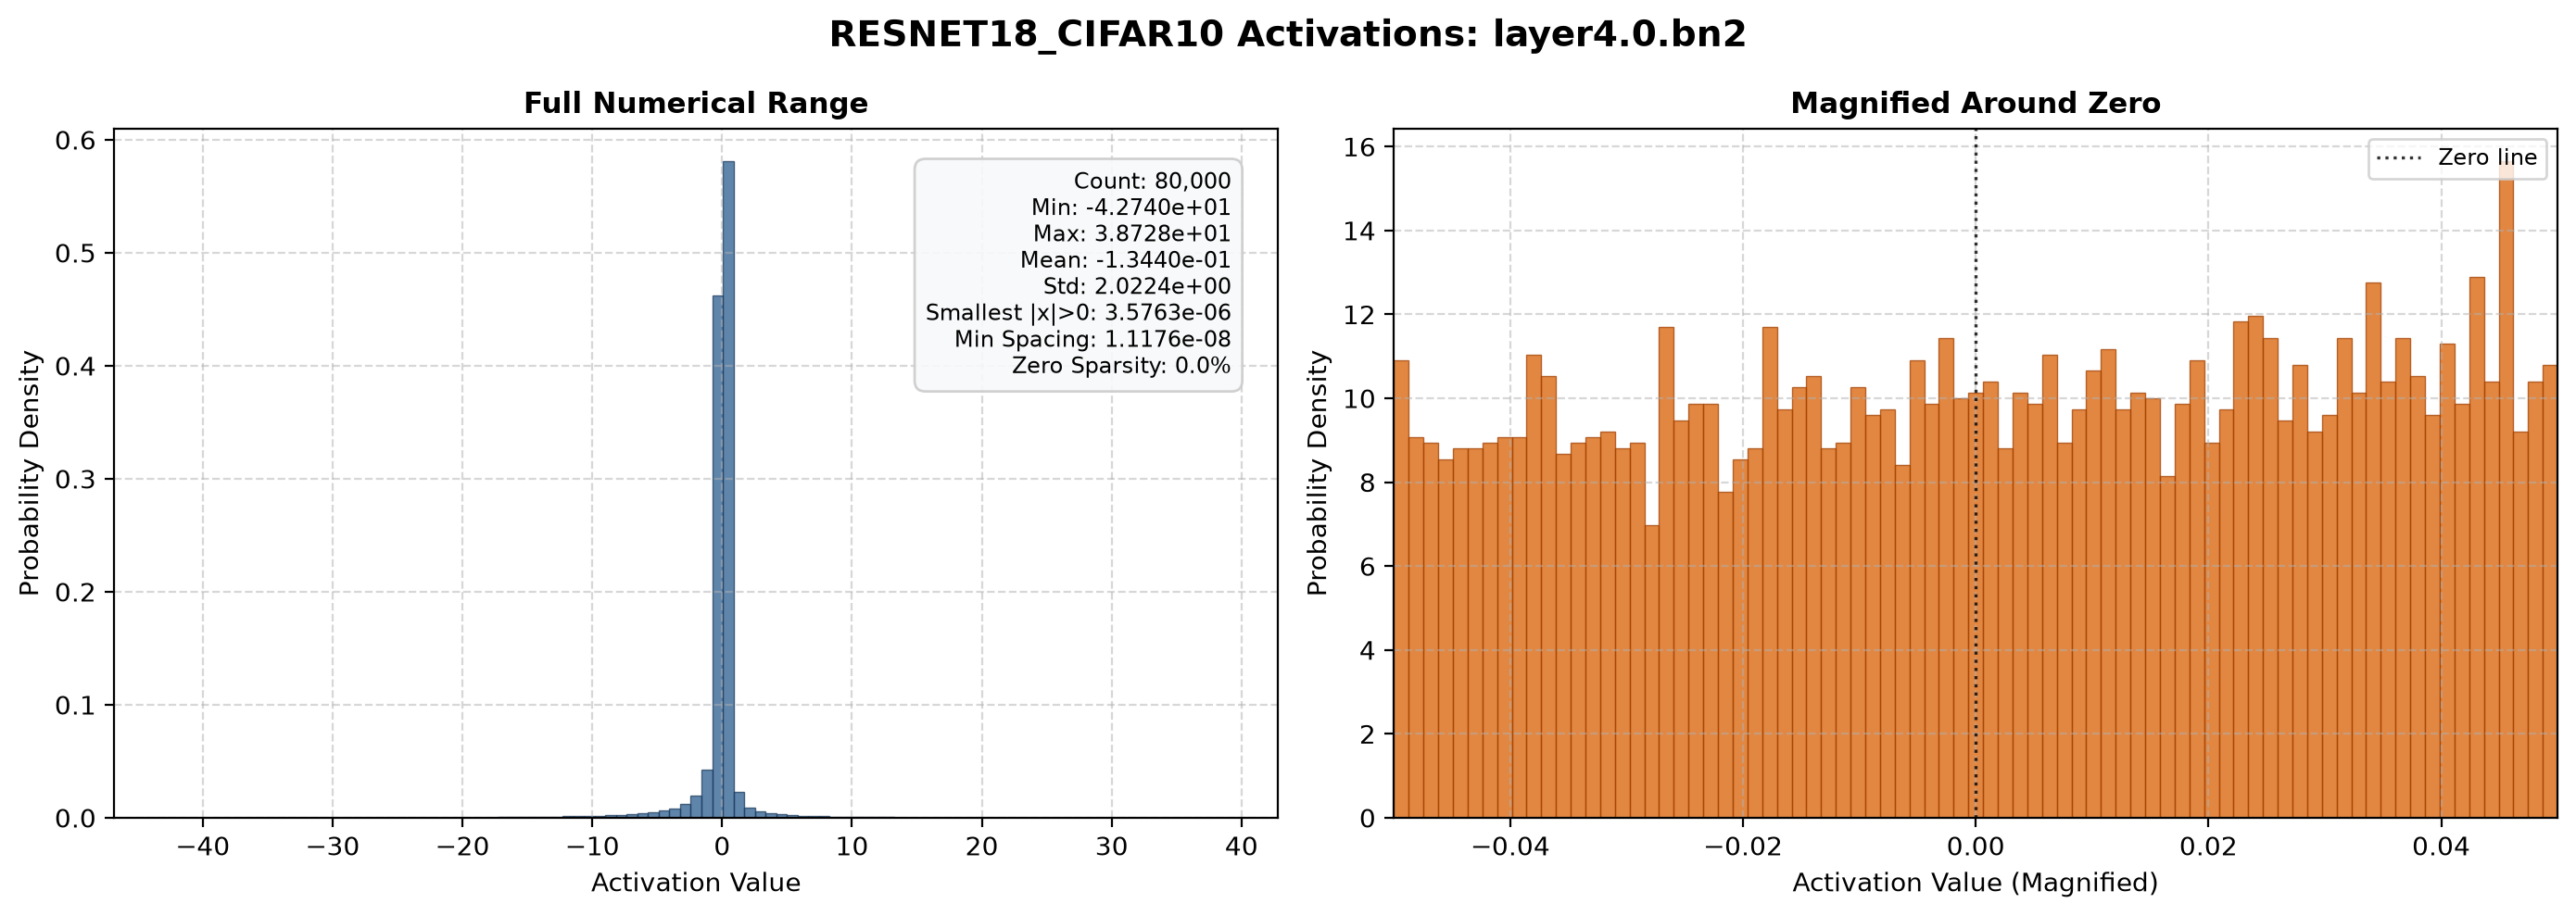 RESNET18_CIFAR10 Activations: layer4.0.bn2
Full Numerical Range
0.6
0.5
0.4
0.3
0.2
0.1
0.0
Probability Density
Count: 80,000
Min: -4.2740e+01
Max: 3.8728e+01
Mean: -1.3440e-01
Std: 2.0224e+00
Smallest |x|>0: 3.5763e-06
Min Spacing: 1.1176e-08
Zero Sparsity: 0.0%
−40 −30 −20 −10 0 10 20 30 40
Activation Value
Magnified Around Zero
16
14
12
10
8
6
4
2
0
Probability Density
Zero line
−0.04 −0.02 0.00 0.02 0.04
Activation Value (Magnified)